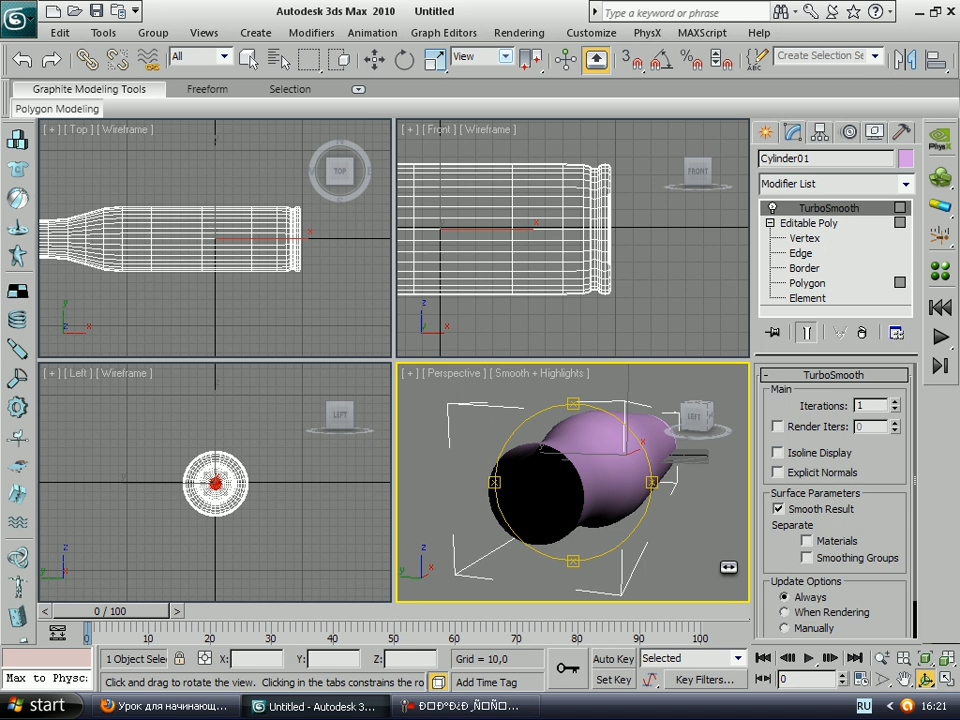 Autodesk 3ds Max 2010 Untitled
Type a keyword or phrase
Edit Tools Group Views Create Modifiers Animation Graph Editors Rendering Customize PhysX MAXScript Help
All View Create Selection Se
Graphite Modeling Tools Freeform Selection
Polygon Modeling
[ + ] [ Top ] [ Wireframe ]
TOP
[ + ] [ Front ] [ Wireframe ]
FRONT
[ + ] [ Left ] [ Wireframe ]
LEFT
[ + ] [ Perspective ] [ Smooth + Highlights ]
LEFT
Cylinder01
Modifier List
TurboSmooth
Editable Poly
Vertex
Edge
Border
Polygon
Element
PhysX
TurboSmooth
Main
Iterations: 1
Render Iters: 0
Isoline Display
Explicit Normals
Surface Parameters
Smooth Result
Separate
Materials
Smoothing Groups
Update Options
Always
When Rendering
Manually
0 / 100
0 10 20 30 40 50 60 70 80 90 100
1 Object Selec X: Y: Z: Grid = 10,0 Auto Key Selected
Max to Physc: Click and drag to rotate the view. Clicking in the tabs constrains the ro Add Time Tag Set Key Key Filters... 0
start Урок для начинающ... Untitled - Autodesk 3... RU 16:21